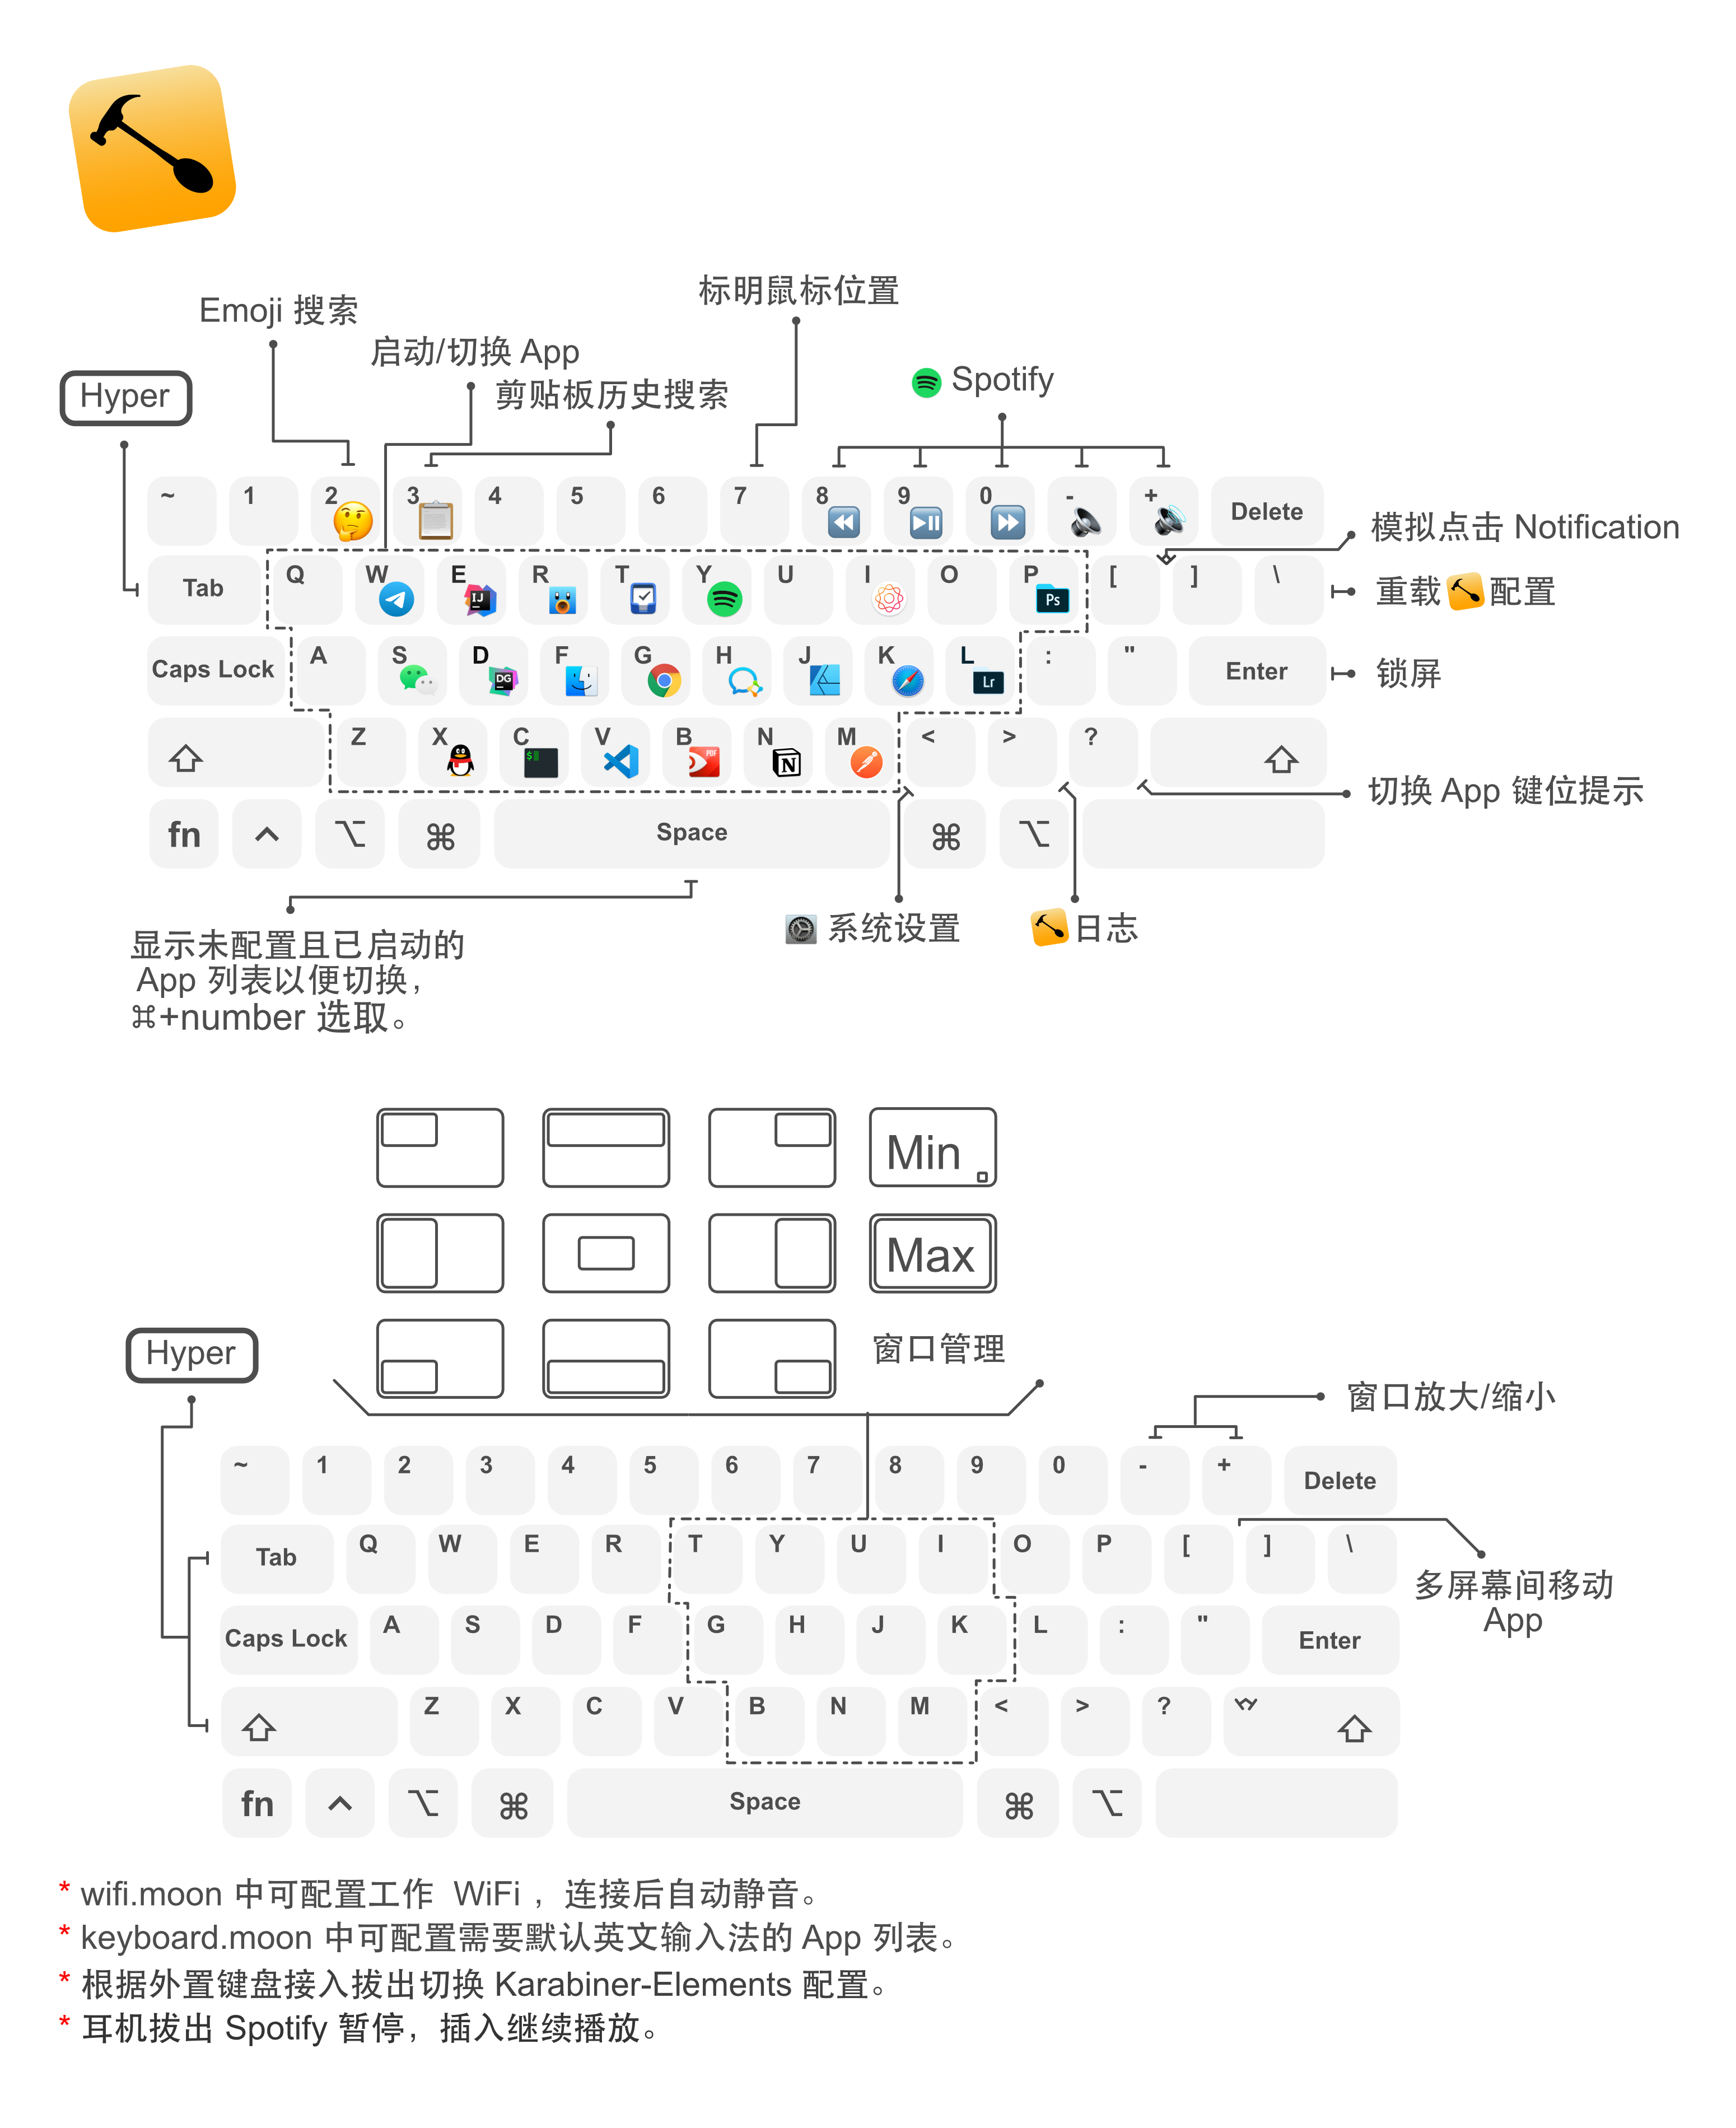 标明鼠标位置
Emoji 搜索
启动/切换 App
剪贴板历史搜索
Spotify
Hyper
~ 1 2 3 4 5 6 7 8 9 0 - + Delete
模拟点击 Notification
Tab Q W E R T Y U I O P [ ] \
IJ
Ps
重载 配置
Caps Lock A S D F G H J K L : " Enter
DG
Lr
锁屏
Z X C V B N M < > ?
$
PDF
N
切换 App 键位提示
fn Space
系统设置
日志
显示未配置且已启动的
App 列表以便切换，
⌘+number 选取。
Min
Max
窗口管理
Hyper
窗口放大/缩小
~ 1 2 3 4 5 6 7 8 9 0 - + Delete
Tab Q W E R T Y U I O P [ ] \
多屏幕间移动
App
Caps Lock A S D F G H J K L : " Enter
Z X C V B N M < > ?
fn ⌥ ⌘ Space ⌘ ⌥
* wifi.moon 中可配置工作 WiFi ，连接后自动静音。
* keyboard.moon 中可配置需要默认英文输入法的 App 列表。
* 根据外置键盘接入拔出切换 Karabiner-Elements 配置。
* 耳机拔出 Spotify 暂停，插入继续播放。